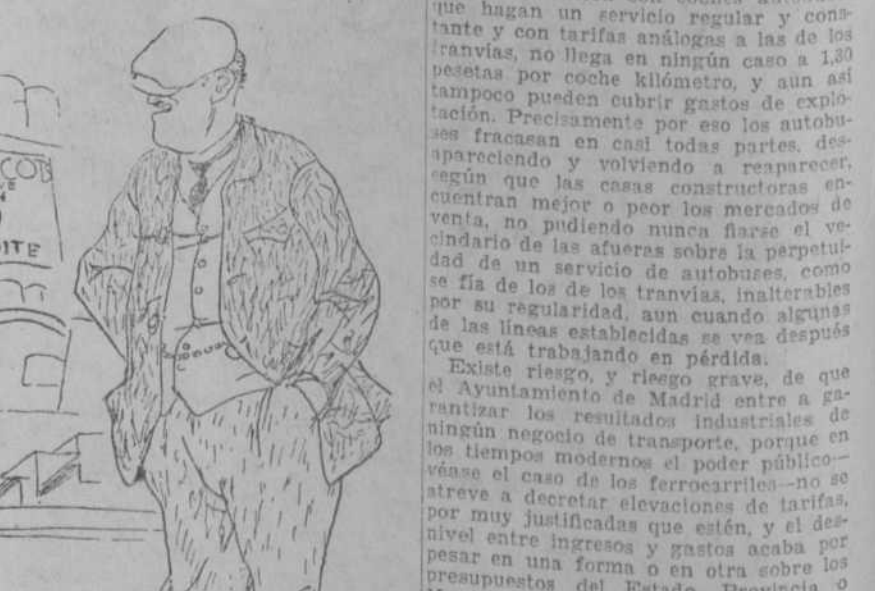 COT
DITE
que hagan un servicio regular y cons-
tante y con tarifas análogas a las de los
tranvías, no llega en ningún caso a 1,30
pesetas por coche kilómetro, y aun así
tampoco pueden cubrir gastos de explo-
tación. Precisamente por eso los autobu-
ses fracasan en casi todas partes, des-
apareciendo y volviendo a reaparecer,
según que las casas constructoras en-
cuentran mejor o peor los mercados de
venta, no pudiendo nunca fiarse el ve-
cindario de las afueras sobre la perpetui-
dad de un servicio de autobuses, como
se fía de los de los tranvías, inalterables
por su regularidad, aun cuando algunas
de las líneas establecidas se vea después
que está trabajando en pérdida.
Existe riesgo, y riesgo grave, de que
el Ayuntamiento de Madrid entre a ga-
rantizar los resultados industriales de
ningún negocio de transporte, porque en
los tiempos modernos el poder público—
véase el caso de los ferrocarriles—no se
atreve a decretar elevaciones de tarifas,
por muy justificadas que estén, y el des-
nivel entre ingresos y gastos acaba por
pesar en una forma o en otra sobre los
presupuestos del Estado, Provincia o